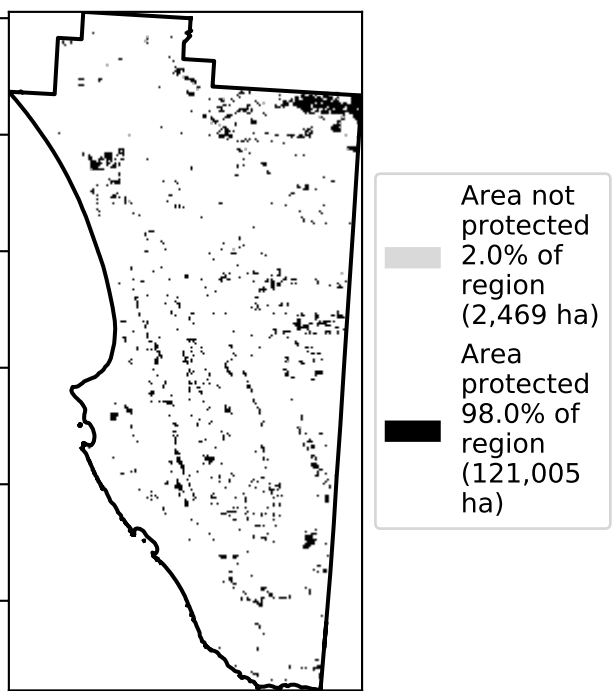 Area not
protected
2.0% of
region
(2,469 ha)
Area
protected
98.0% of
region
(121,005
ha)